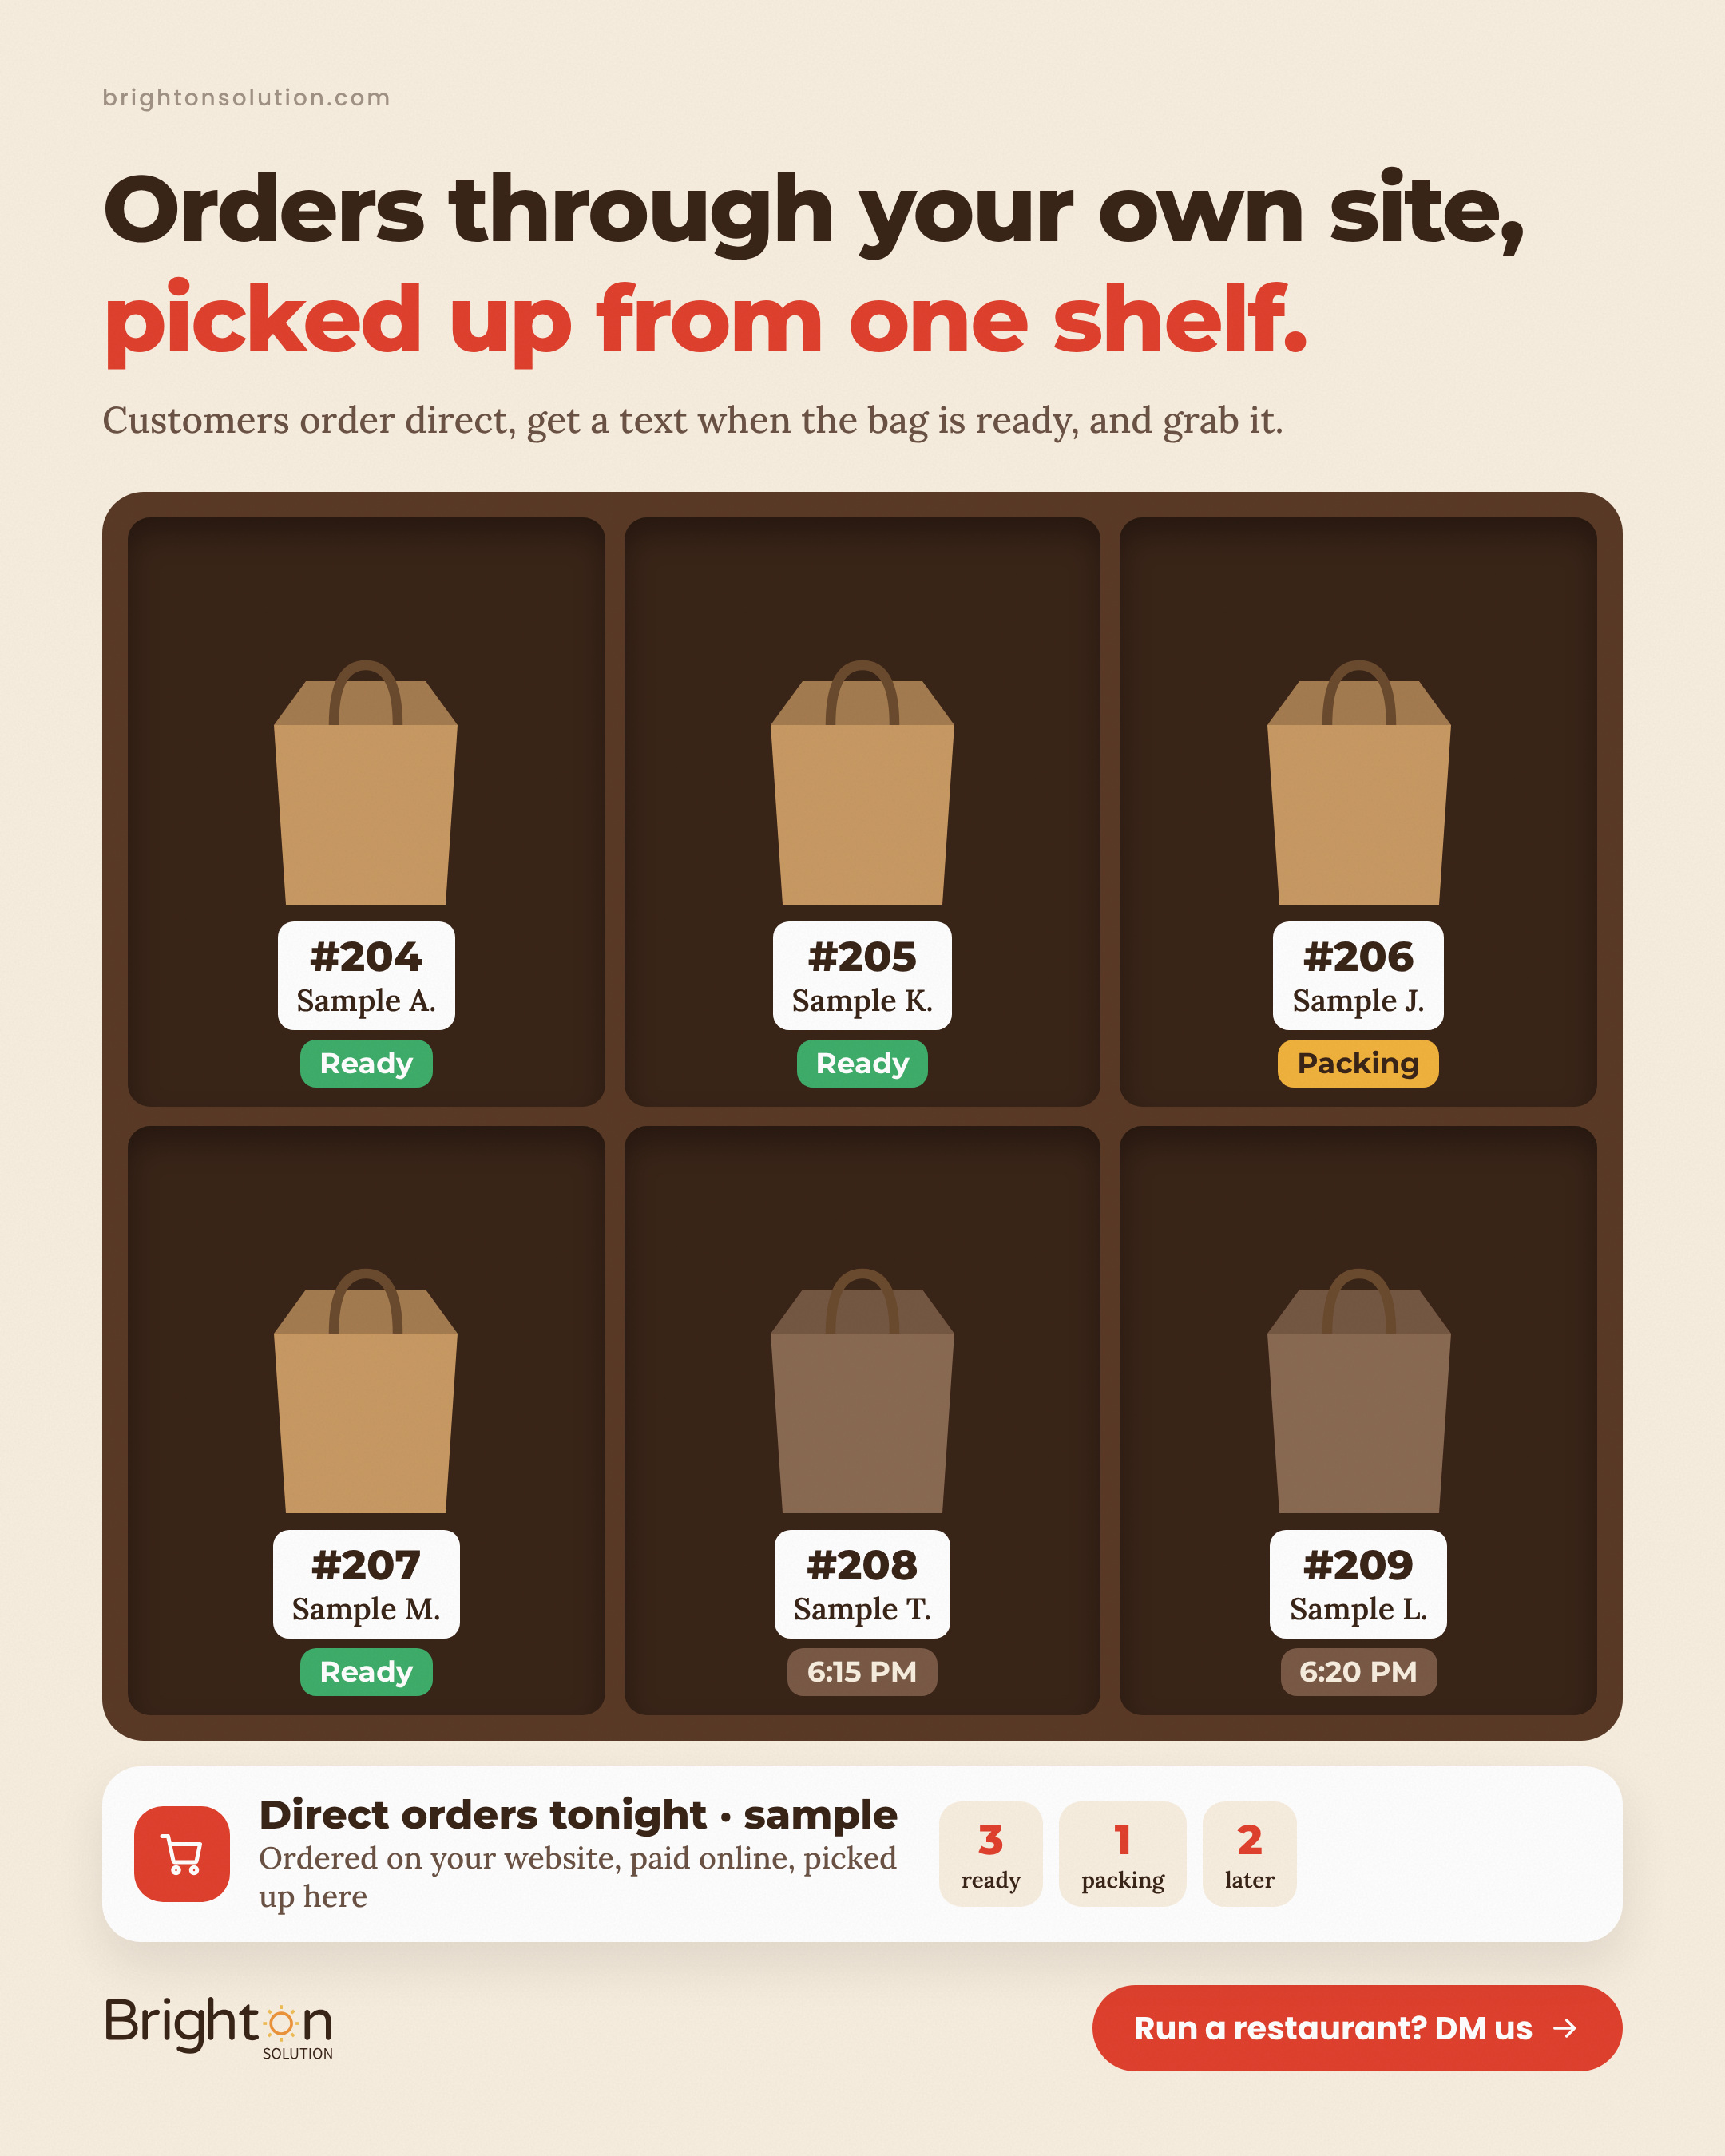 brightonsolution.com
Orders through your own site,
picked up from one shelf.
Customers order direct, get a text when the bag is ready, and grab it.
#204
Sample A.
Ready
#205
Sample K.
Ready
#206
Sample J.
Packing
#207
Sample M.
Ready
#208
Sample T.
6:15 PM
#209
Sample L.
6:20 PM
Direct orders tonight · sample
Ordered on your website, paid online, picked
up here
3
ready
1
packing
2
later
Brighton
SOLUTION
Run a restaurant? DM us →